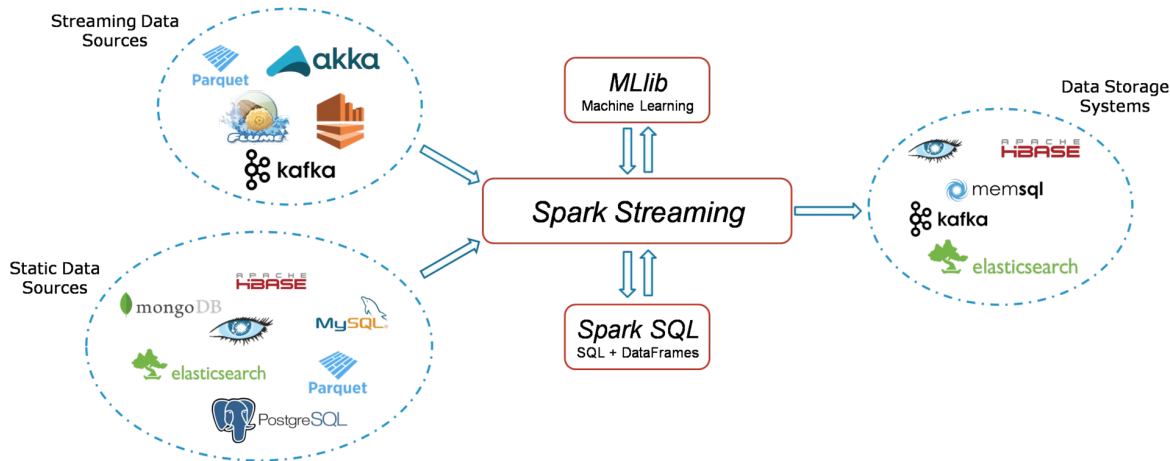 Streaming Data
Sources
Parquet
akka
FLUME
kafka
Static Data
Sources
APACHE
HBASE
mongoDB
MySQL®
elasticsearch
Parquet
PostgreSQL
MLlib
Machine Learning
Spark Streaming
Spark SQL
SQL + DataFrames
Data Storage
Systems
APACHE
HBASE
memsql
kafka
elasticsearch